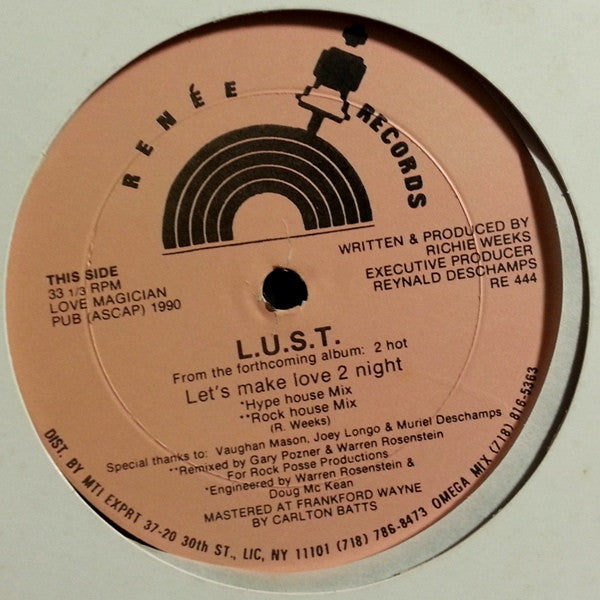 RENÉE RECORDS
THIS SIDE
33 1/3 RPM
LOVE MAGICIAN
PUB (ASCAP) 1990
WRITTEN & PRODUCED BY
RICHIE WEEKS
EXECUTIVE PRODUCER
REYNALD DESCHAMPS
RE 444
L.U.S.T.
From the forthcoming album: 2 hot
Let's make love 2 night
*Hype house Mix
**Rock house Mix
(R. Weeks)
Special thanks to: Vaughan Mason, Joey Longo & Muriel Deschamps
**Remixed by Gary Pozner & Warren Rosenstein
For Rock Posse Productions
*Engineered by Warren Rosenstein &
Doug Mc Kean
MASTERED AT FRANKFORD WAYNE
BY CARLTON BATTS
DIST. BY MTI EXPRT 37-20 30th ST., LIC, NY 11101 (718) 786-8473 OMEGA MIX (718) 816-5363